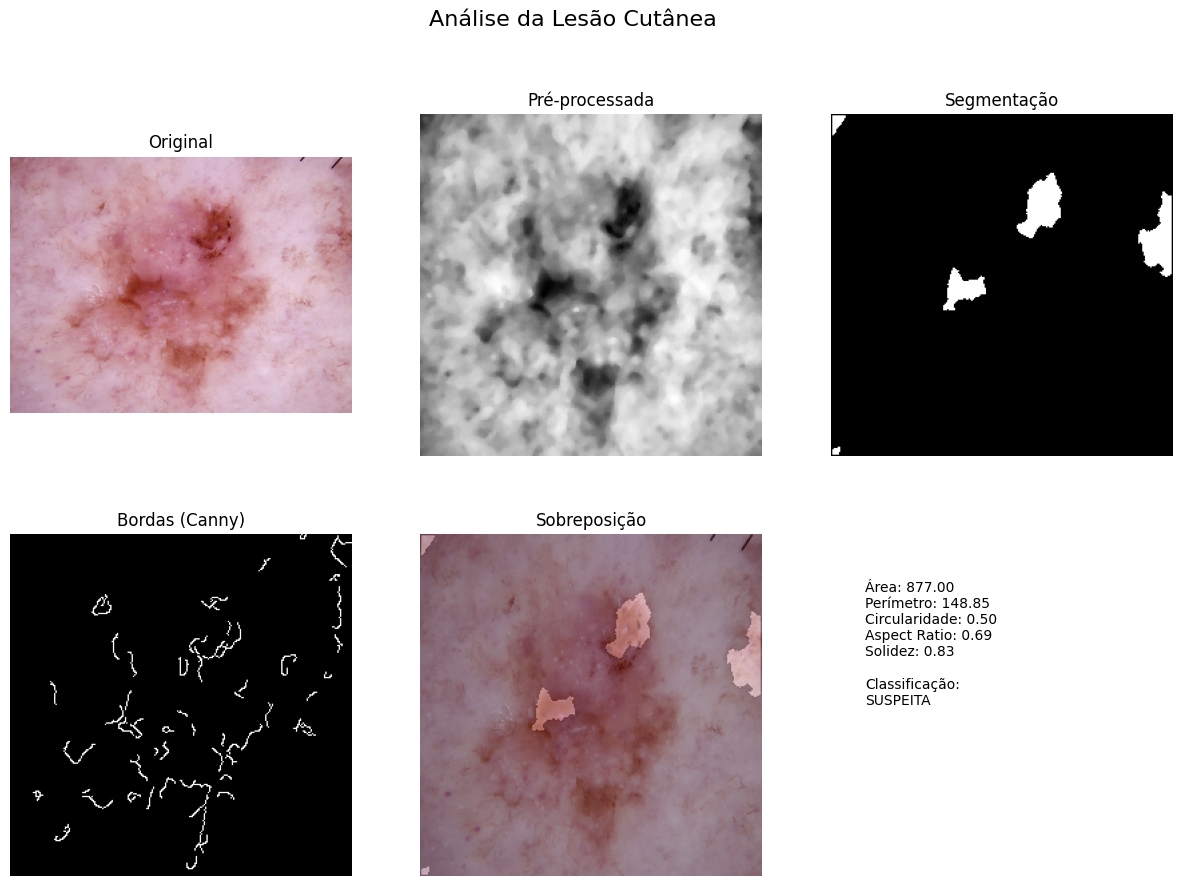 Análise da Lesão Cutânea
Original
Pré-processada
Segmentação
Bordas (Canny)
Sobreposição
Área: 877.00
Perímetro: 148.85
Circularidade: 0.50
Aspect Ratio: 0.69
Solidez: 0.83
Classificação:
SUSPEITA